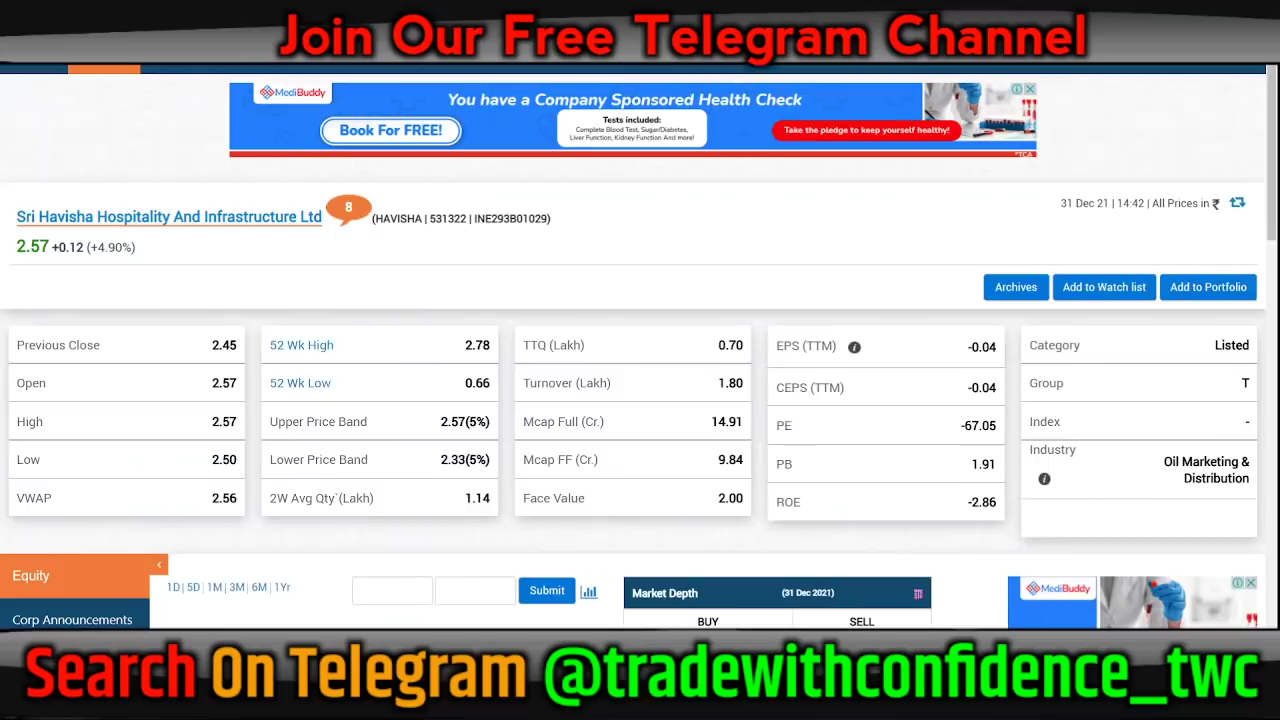 Join Our Free Telegram Channel
MediBuddy
You have a Company Sponsored Health Check
Book For FREE!
Tests included:
Complete Blood Test, Sugar/Diabetes,
Liver Function, Kidney Function And more!
Take the pledge to keep yourself healthy!
*T&CA
Sri Havisha Hospitality And Infrastructure Ltd
8
(HAVISHA | 531322 | INE293B01029)
31 Dec 21 | 14:42 | All Prices in ₹
2.57 +0.12 (+4.90%)
Archives
Add to Watch list
Add to Portfolio
Previous Close 2.45
Open 2.57
High 2.57
Low 2.50
VWAP 2.56
52 Wk High 2.78
52 Wk Low 0.66
Upper Price Band 2.57(5%)
Lower Price Band 2.33(5%)
2W Avg Qty (Lakh) 1.14
TTQ (Lakh) 0.70
Turnover (Lakh) 1.80
Mcap Full (Cr.) 14.91
Mcap FF (Cr.) 9.84
Face Value 2.00
EPS (TTM) -0.04
CEPS (TTM) -0.04
PE -67.05
PB 1.91
ROE -2.86
Category Listed
Group T
Index -
Industry Oil Marketing &
Distribution
Equity
Corp Announcements
1D | 5D | 1M | 3M | 6M | 1Yr
Submit
Market Depth (31 Dec 2021)
BUY SELL
MediBuddy
Search On Telegram @tradewithconfidence_twc